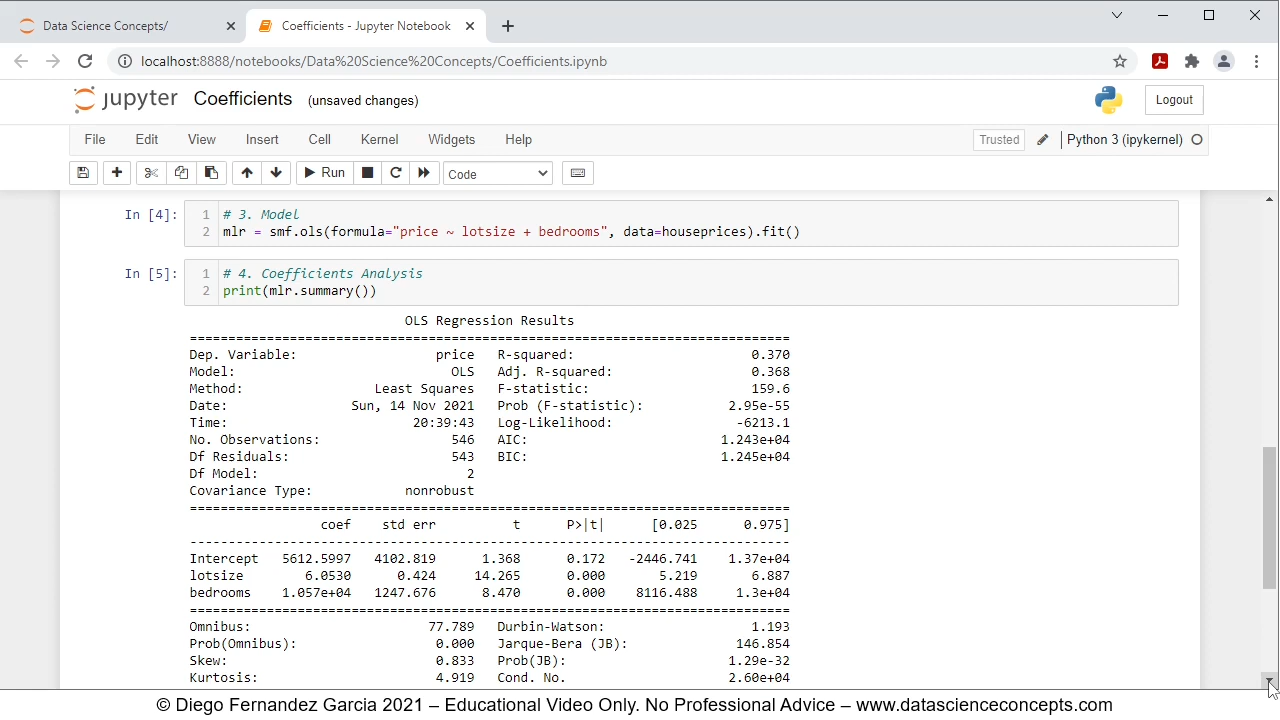 Data Science Concepts/
Coefficients - Jupyter Notebook
localhost:8888/notebooks/Data%20Science%20Concepts/Coefficients.ipynb
jupyter Coefficients (unsaved changes) Logout
File Edit View Insert Cell Kernel Widgets Help Trusted Python 3 (ipykernel)
Run Code
In [4]: 1 # 3. Model
2 mlr = smf.ols(formula="price ~ lotsize + bedrooms", data=houseprices).fit()
In [5]: 1 # 4. Coefficients Analysis
2 print(mlr.summary())
OLS Regression Results
==============================================================================
Dep. Variable: price R-squared: 0.370
Model: OLS Adj. R-squared: 0.368
Method: Least Squares F-statistic: 159.6
Date: Sun, 14 Nov 2021 Prob (F-statistic): 2.95e-55
Time: 20:39:43 Log-Likelihood: -6213.1
No. Observations: 546 AIC: 1.243e+04
Df Residuals: 543 BIC: 1.245e+04
Df Model: 2
Covariance Type: nonrobust
==============================================================================
coef std err t P>|t| [0.025 0.975]
------------------------------------------------------------------------------
Intercept 5612.5997 4102.819 1.368 0.172 -2446.741 1.37e+04
lotsize 6.0530 0.424 14.265 0.000 5.219 6.887
bedrooms 1.057e+04 1247.676 8.470 0.000 8116.488 1.3e+04
==============================================================================
Omnibus: 77.789 Durbin-Watson: 1.193
Prob(Omnibus): 0.000 Jarque-Bera (JB): 146.854
Skew: 0.833 Prob(JB): 1.29e-32
Kurtosis: 4.919 Cond. No. 2.60e+04
© Diego Fernandez Garcia 2021 – Educational Video Only. No Professional Advice – www.datascienceconcepts.com